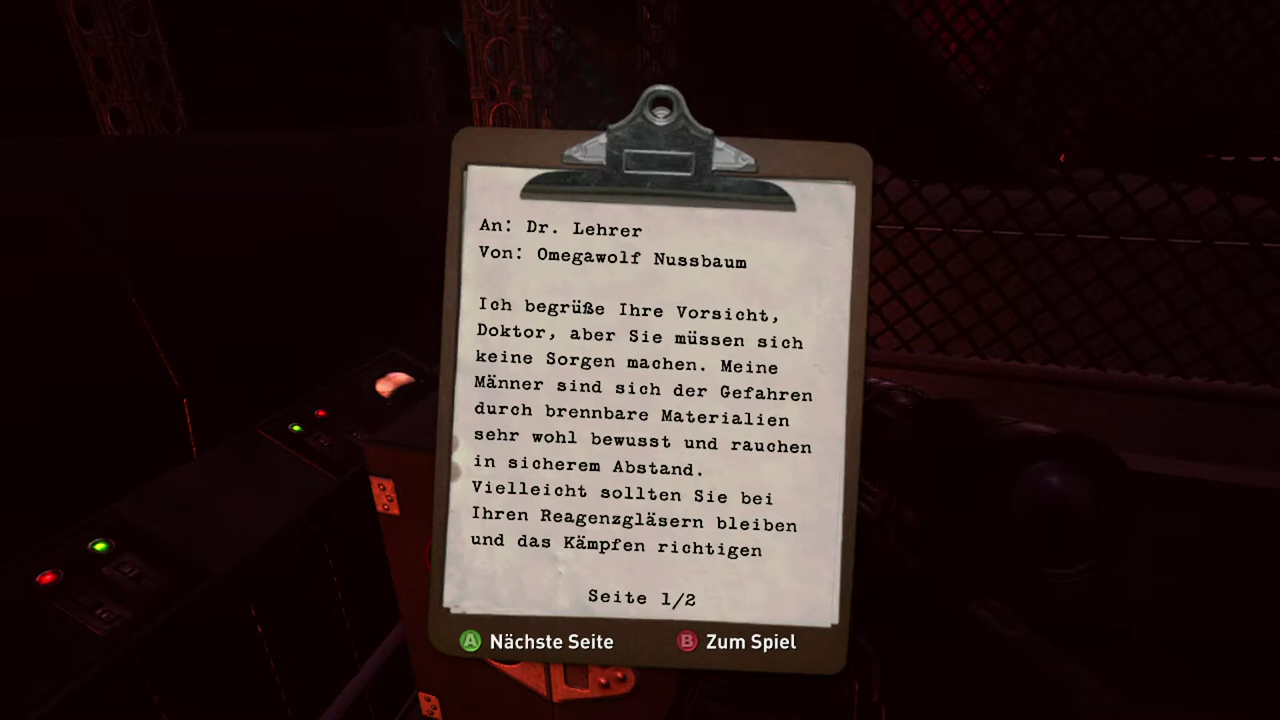 An: Dr. Lehrer
Von: Omegawolf Nussbaum
Ich begrüße Ihre Vorsicht,
Doktor, aber Sie müssen sich
keine Sorgen machen. Meine
Männer sind sich der Gefahren
durch brennbare Materialien
sehr wohl bewusst und rauchen
in sicherem Abstand.
Vielleicht sollten Sie bei
Ihren Reagenzgläsern bleiben
und das Kämpfen richtigen
Seite 1/2
A Nächste Seite B Zum Spiel